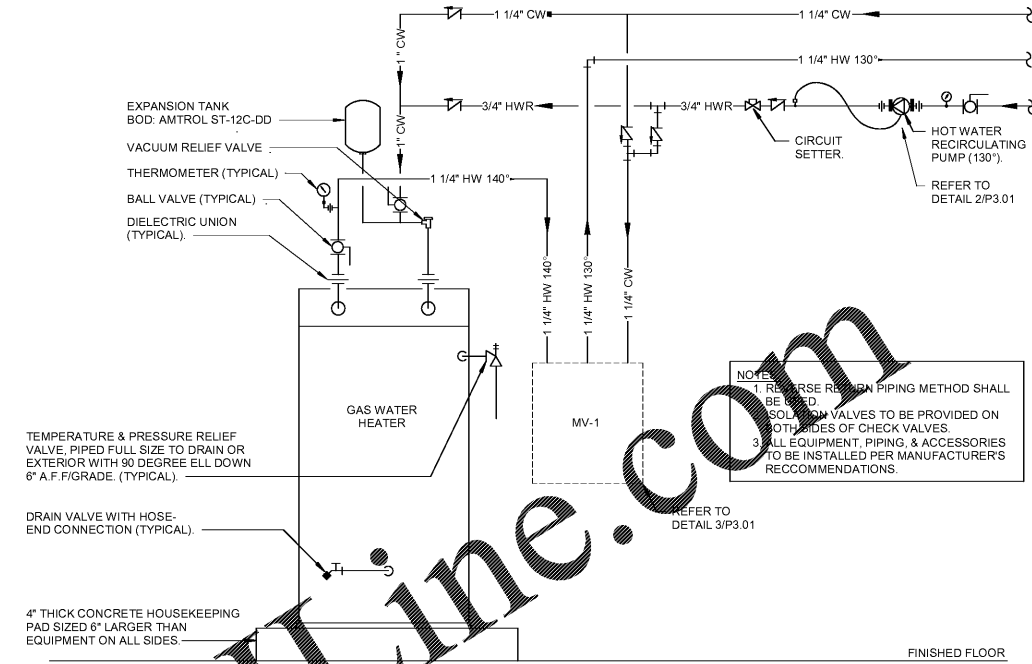 1 1/4" CW
1 1/4" CW
1" CW
1 1/4" HW 130°
EXPANSION TANK
BOD: AMTROL ST-12C-DD
3/4" HWR
3/4" HWR
VACUUM RELIEF VALVE
1" CW
CIRCUIT
SETTER.
HOT WATER
RECIRCULATING
PUMP (130°).
THERMOMETER (TYPICAL)
1 1/4" HW 140°
REFER TO
DETAIL 2/P3.01
BALL VALVE (TYPICAL)
DIELECTRIC UNION
(TYPICAL).
1 1/4" HW 140°
1 1/4" HW 130°
1 1/4" CW
GAS WATER
HEATER
MV-1
NOTES
1. REVERSE RETURN PIPING METHOD SHALL
BE USED.
ISOLATION VALVES TO BE PROVIDED ON
BOTH SIDES OF CHECK VALVES.
3. ALL EQUIPMENT, PIPING, & ACCESSORIES
TO BE INSTALLED PER MANUFACTURER'S
RECCOMMENDATIONS.
TEMPERATURE & PRESSURE RELIEF
VALVE, PIPED FULL SIZE TO DRAIN OR
EXTERIOR WITH 90 DEGREE ELL DOWN
6" A.F.F/GRADE. (TYPICAL).
REFER TO
DETAIL 3/P3.01
DRAIN VALVE WITH HOSE-
END CONNECTION (TYPICAL).
4" THICK CONCRETE HOUSEKEEPING
PAD SIZED 6" LARGER THAN
EQUIPMENT ON ALL SIDES.
FINISHED FLOOR
Line.com